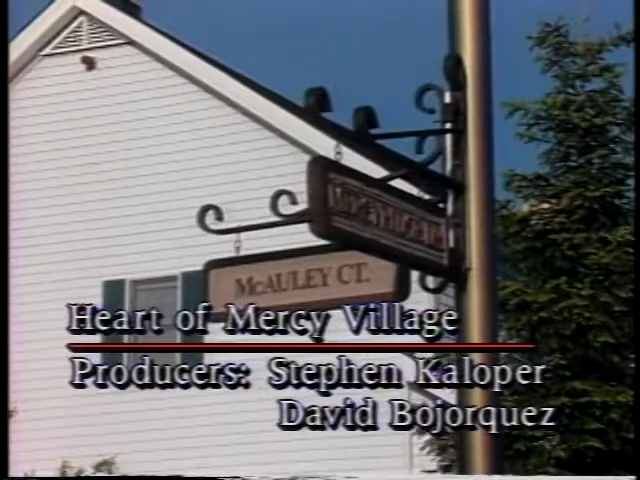 McAULEY CT.
Heart of Mercy Village
Producers: Stephen Kaloper
David Bojorquez